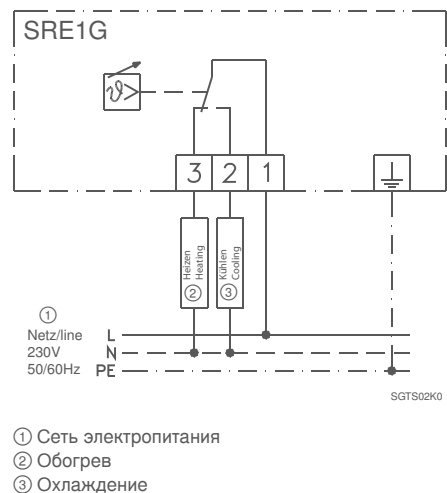 SRE1G
ϑ>
3 2 1
Heizen
Heating
②
Kühlen
Cooling
③
①
Netz/line L
230V N
50/60Hz PE
SGTS02K0
① Сеть электропитания
② Обогрев
③ Охлаждение